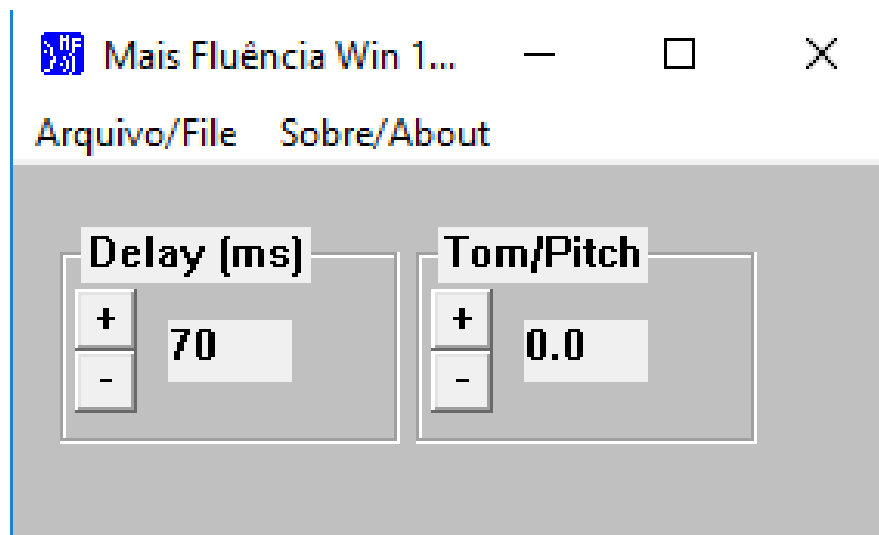 Mais Fluência Win 1...
Arquivo/File Sobre/About
Delay (ms) Tom/Pitch
+ +
70 0.0
- -